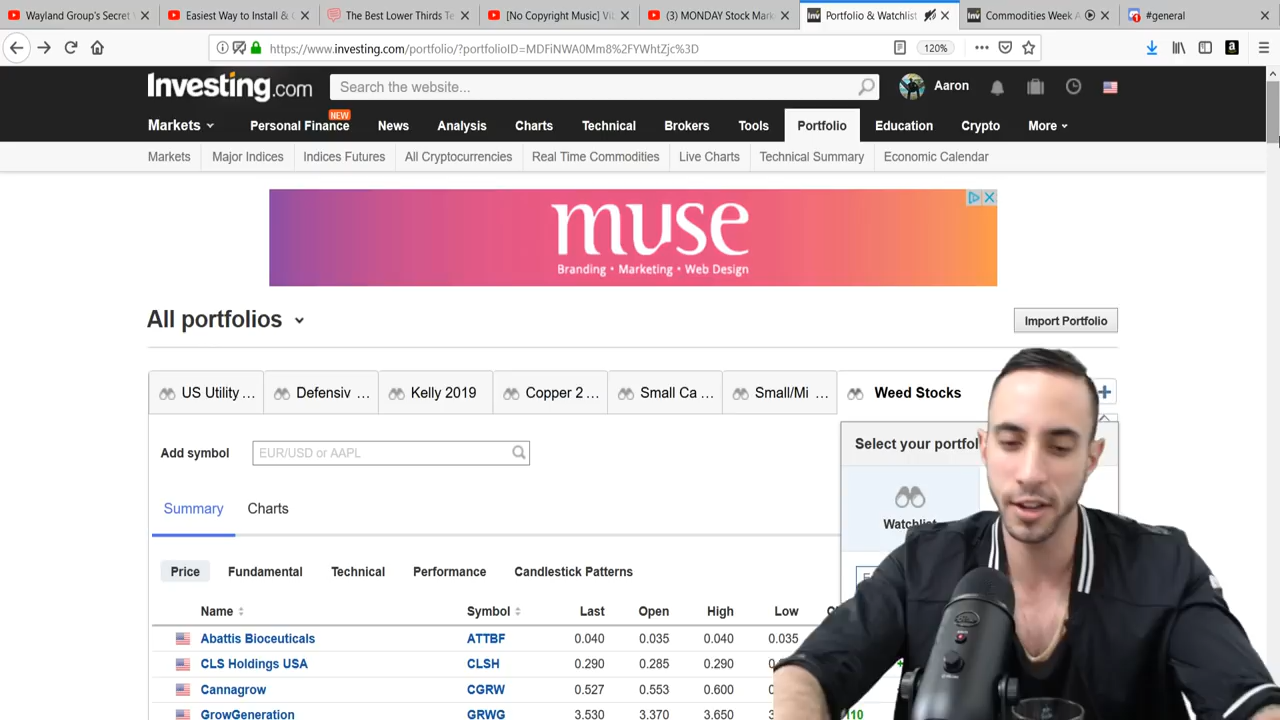 Wayland Group's Secret
Easiest Way to Install &
The Best Lower Thirds Te
[No Copyright Music] Vi
(3) MONDAY Stock Mark
Portfolio & Watchlist
Commodities Week A
#general
https://www.investing.com/portfolio/?portfolioID=MDFiNWA0Mm8%2FYWhtZjc%3D
120%
Investing.com
Search the website...
Aaron
NEW
Markets
Personal Finance
News
Analysis
Charts
Technical
Brokers
Tools
Portfolio
Education
Crypto
More
Markets
Major Indices
Indices Futures
All Cryptocurrencies
Real Time Commodities
Live Charts
Technical Summary
Economic Calendar
muse
Branding • Marketing • Web Design
All portfolios
Import Portfolio
US Utility ...
Defensiv ...
Kelly 2019
Copper 2 ...
Small Ca ...
Small/Mi ...
Weed Stocks
Add symbol
EUR/USD or AAPL
Select your portfol
Summary
Charts
Watchlist
Price
Fundamental
Technical
Performance
Candlestick Patterns
Name
Symbol
Last
Open
High
Low
Abattis Bioceuticals ATTBF 0.040 0.035 0.040 0.035
CLS Holdings USA CLSH 0.290 0.285 0.290
Cannagrow CGRW 0.527 0.553 0.600
GrowGeneration GRWG 3.530 3.370 3.650